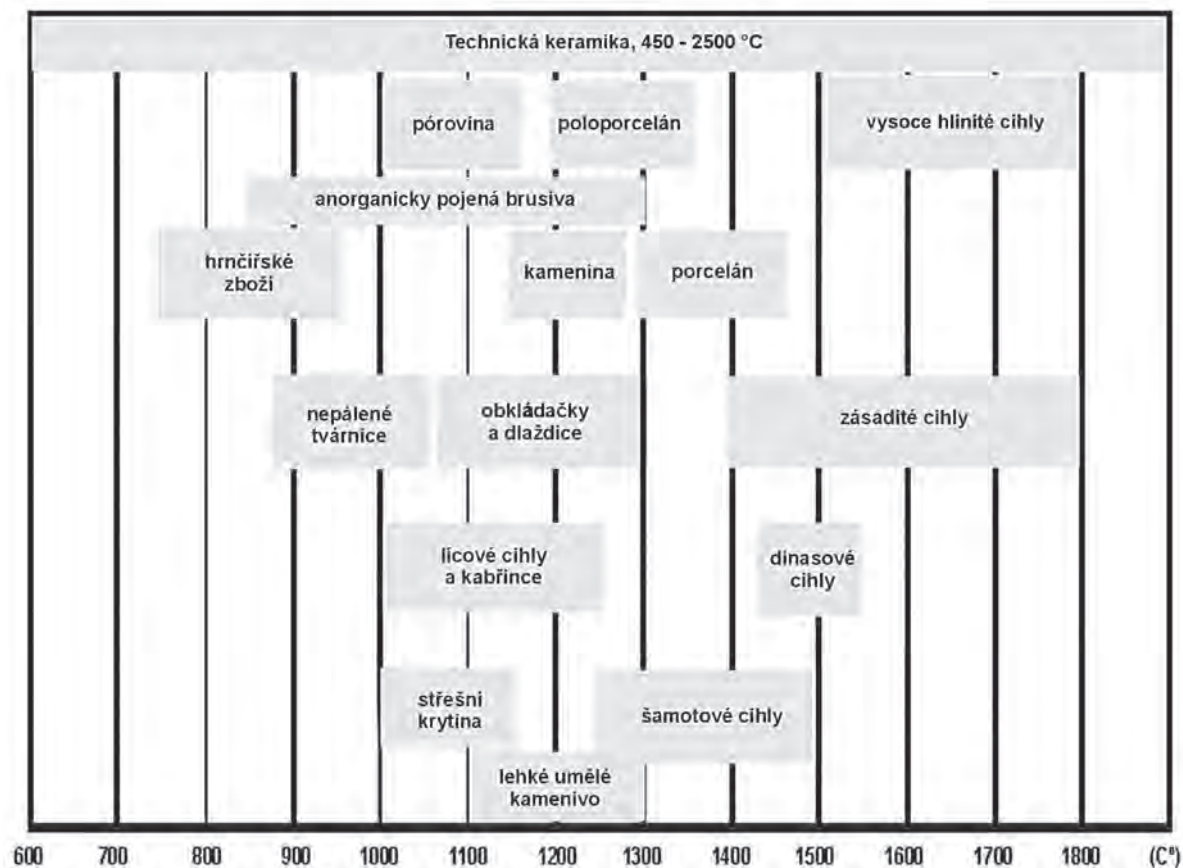 Technická keramika, 450 - 2500 °C
pórovina
poloporcelán
vysoce hlinité cihly
anorganicky pojená brusiva
hrnčířské
zboží
kamenina
porcelán
nepálené
tvárnice
obkládačky
a dlaždice
zásadité cihly
lícové cihly
a kabřince
dinasové
cihly
střešní
krytina
šamotové cihly
lehké umělé
kamenivo
600 700 800 900 1000 1100 1200 1300 1400 1500 1600 1700 1800 (C°)